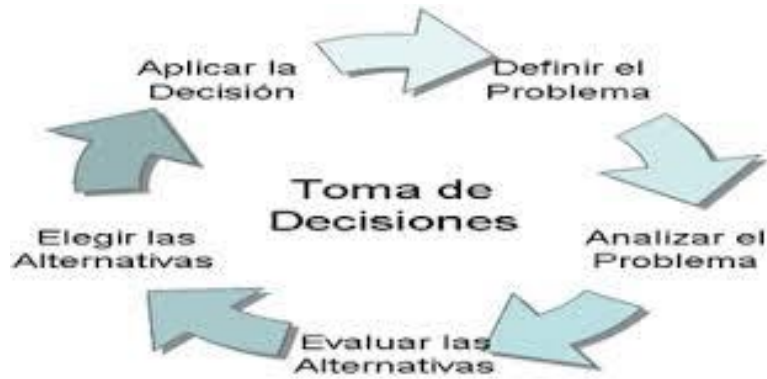 Toma de
Decisiones
Definir el
Problema
Analizar el
Problema
Evaluar las
Alternativas
Elegir las
Alternativas
Aplicar la
Decisión